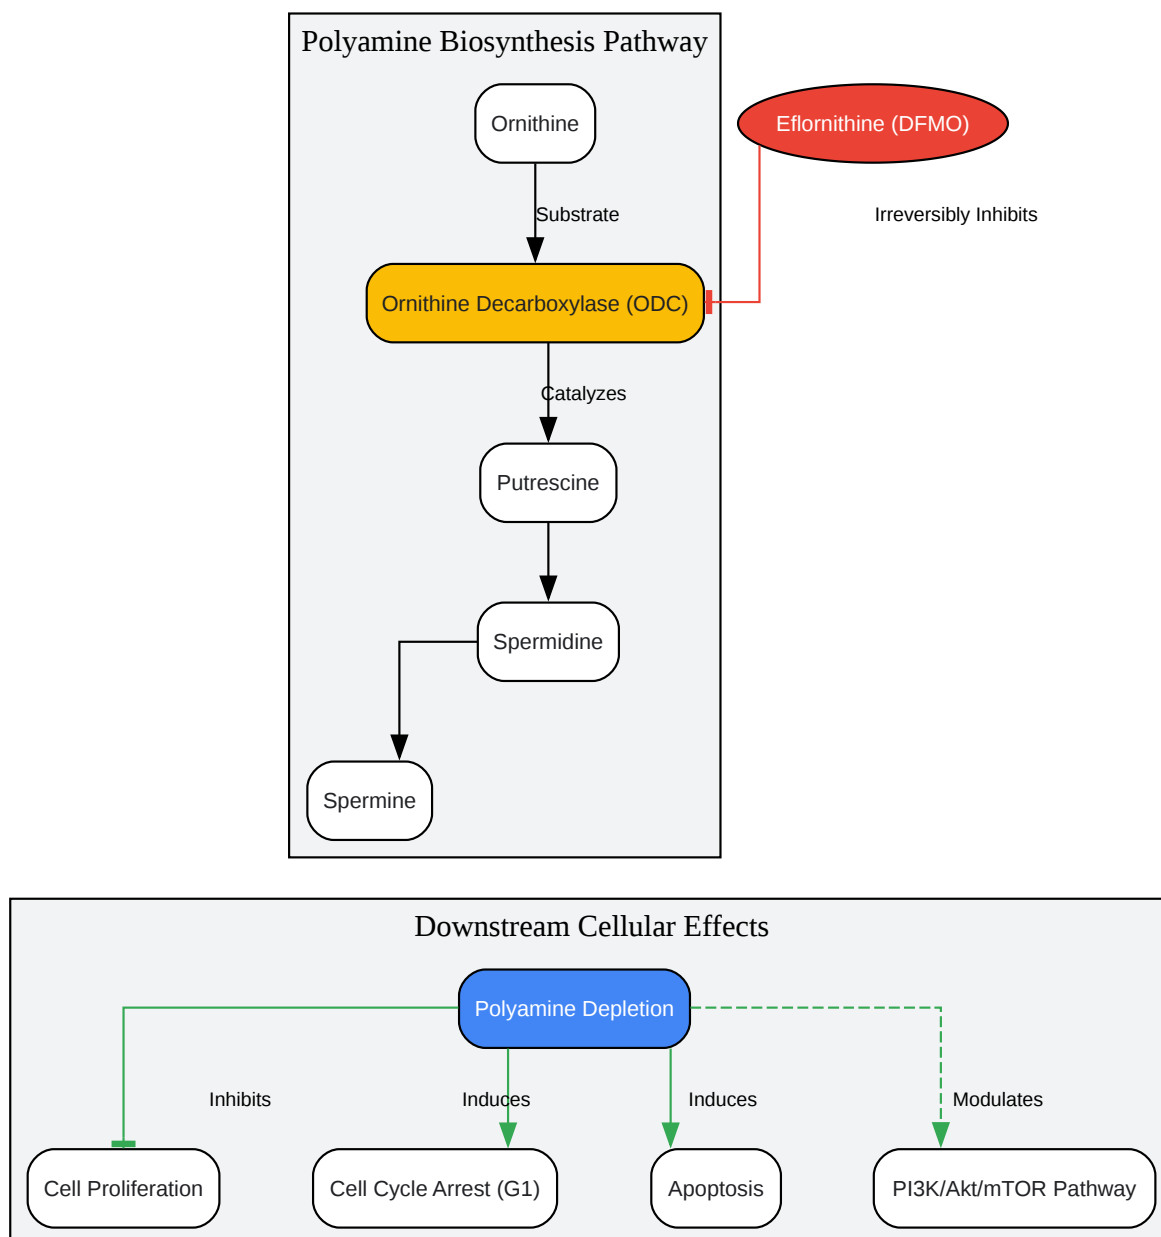 Polyamine Biosynthesis Pathway
Ornithine
Eflornithine (DFMO)
Substrate
Irreversibly Inhibits
Ornithine Decarboxylase (ODC)
Catalyzes
Putrescine
Spermidine
Spermine
Downstream Cellular Effects
Polyamine Depletion
Inhibits
Induces
Induces
Modulates
Cell Proliferation
Cell Cycle Arrest (G1)
Apoptosis
PI3K/Akt/mTOR Pathway